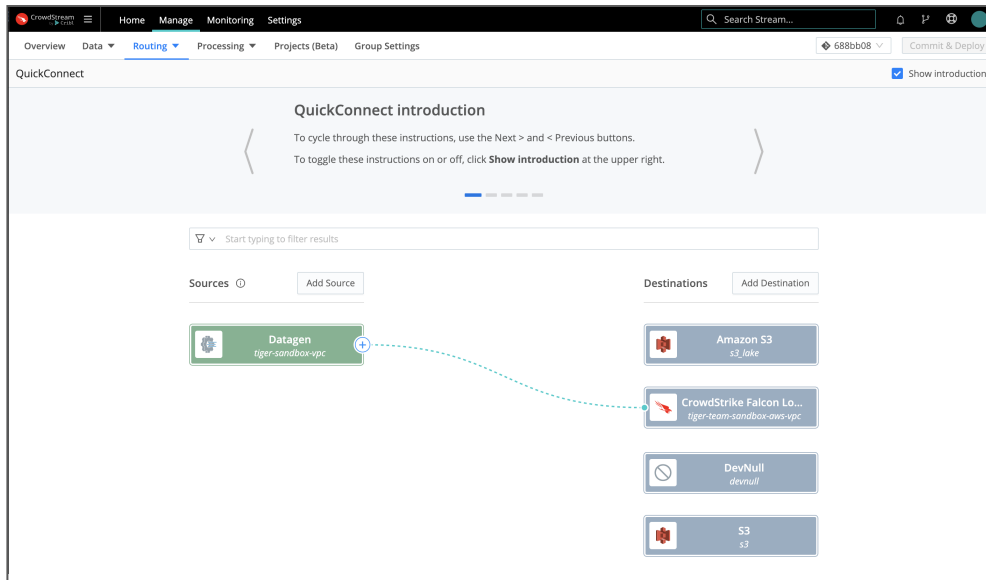 CrowdStream
by Cribl
Home Manage Monitoring Settings
Search Stream...
Overview Data Routing Processing Projects (Beta) Group Settings
688bb08
Commit & Deploy
QuickConnect
Show introduction
QuickConnect introduction
To cycle through these instructions, use the Next > and < Previous buttons.
To toggle these instructions on or off, click Show introduction at the upper right.
Start typing to filter results
Sources
Add Source
Destinations
Add Destination
Datagen
tiger-sandbox-vpc
Amazon S3
s3_lake
CrowdStrike Falcon Lo...
tiger-team-sandbox-aws-vpc
DevNull
devnull
S3
s3